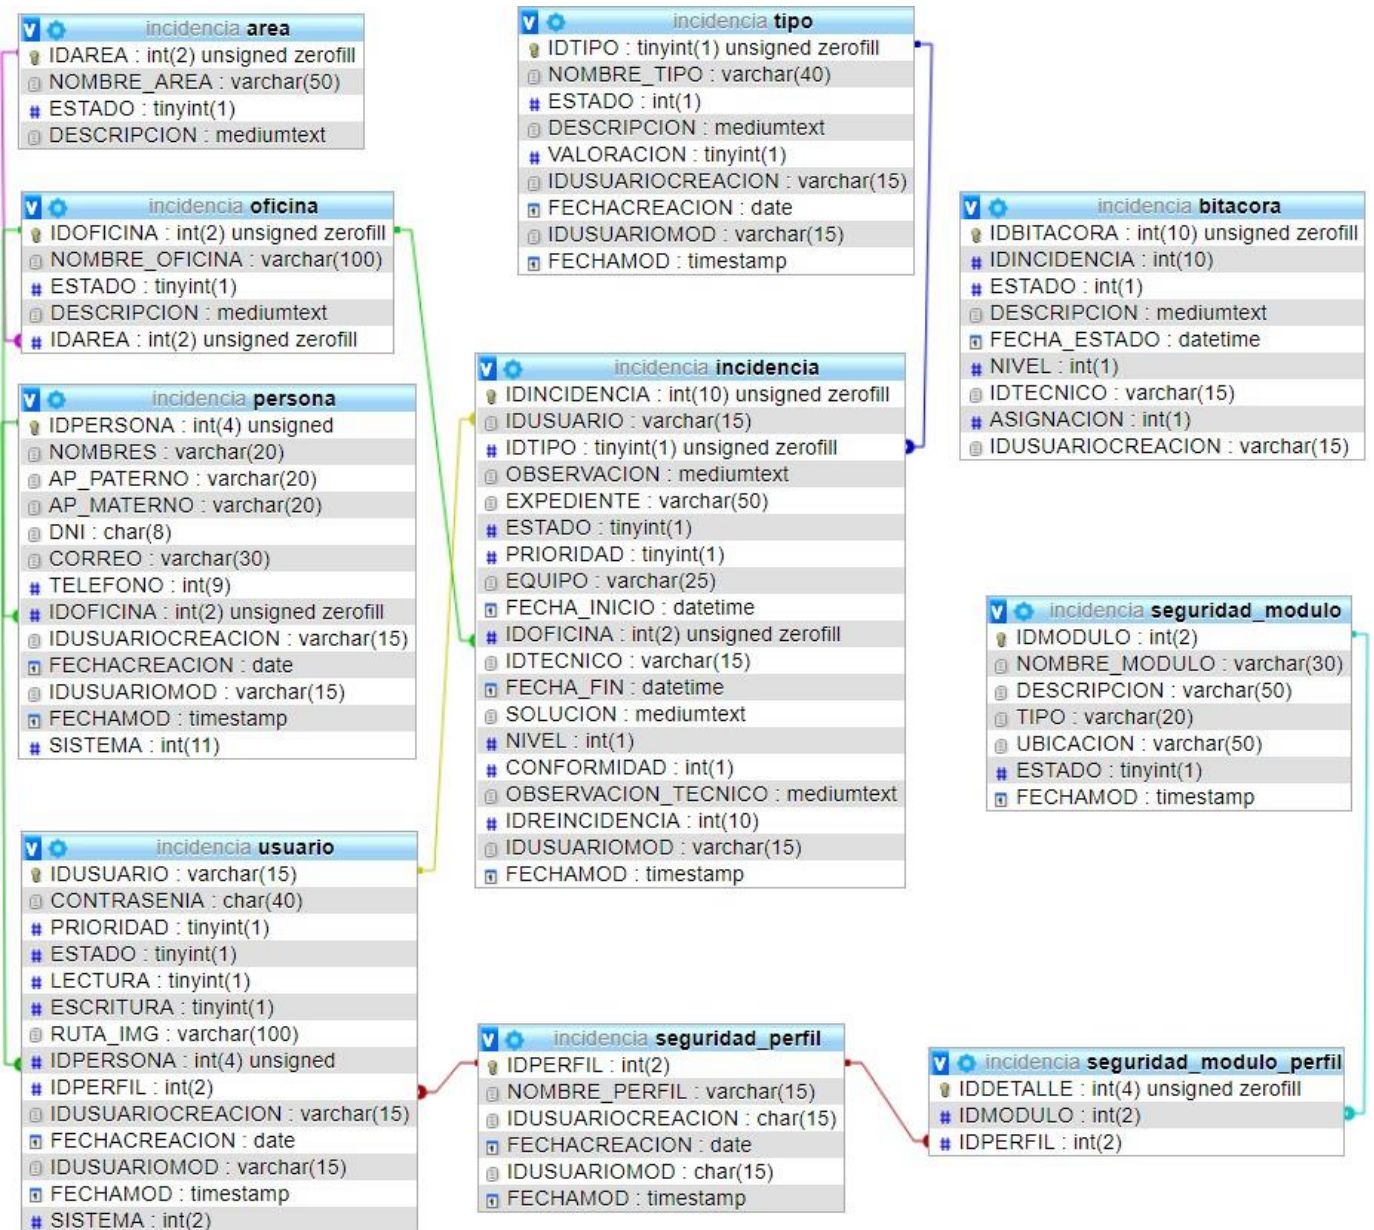 incidencia area
IDAREA : int(2) unsigned zerofill
NOMBRE_AREA : varchar(50)
ESTADO : tinyint(1)
DESCRIPCION : mediumtext
incidencia oficina
IDOFICINA : int(2) unsigned zerofill
NOMBRE_OFICINA : varchar(100)
ESTADO : tinyint(1)
DESCRIPCION : mediumtext
IDAREA : int(2) unsigned zerofill
incidencia persona
IDPERSONA : int(4) unsigned
NOMBRES : varchar(20)
AP_PATERNO : varchar(20)
AP_MATERNO : varchar(20)
DNI : char(8)
CORREO : varchar(30)
TELEFONO : int(9)
IDOFICINA : int(2) unsigned zerofill
IDUSUARIOCREACION : varchar(15)
FECHACREACION : date
IDUSUARIOMOD : varchar(15)
FECHAMOD : timestamp
SISTEMA : int(11)
incidencia usuario
IDUSUARIO : varchar(15)
CONTRASENIA : char(40)
PRIORIDAD : tinyint(1)
ESTADO : tinyint(1)
LECTURA : tinyint(1)
ESCRITURA : tinyint(1)
RUTA_IMG : varchar(100)
IDPERSONA : int(4) unsigned
IDPERFIL : int(2)
IDUSUARIOCREACION : varchar(15)
FECHACREACION : date
IDUSUARIOMOD : varchar(15)
FECHAMOD : timestamp
SISTEMA : int(2)
incidencia tipo
IDTIPO : tinyint(1) unsigned zerofill
NOMBRE_TIPO : varchar(40)
ESTADO : int(1)
DESCRIPCION : mediumtext
VALORACION : tinyint(1)
IDUSUARIOCREACION : varchar(15)
FECHACREACION : date
IDUSUARIOMOD : varchar(15)
FECHAMOD : timestamp
incidencia incidencia
IDINCIDENCIA : int(10) unsigned zerofill
IDUSUARIO : varchar(15)
IDTIPO : tinyint(1) unsigned zerofill
OBSERVACION : mediumtext
EXPEDIENTE : varchar(50)
ESTADO : tinyint(1)
PRIORIDAD : tinyint(1)
EQUIPO : varchar(25)
FECHA_INICIO : datetime
IDOFICINA : int(2) unsigned zerofill
IDTECNICO : varchar(15)
FECHA_FIN : datetime
SOLUCION : mediumtext
NIVEL : int(1)
CONFORMIDAD : int(1)
OBSERVACION_TECNICO : mediumtext
IDREINCIDENCIA : int(10)
IDUSUARIOMOD : varchar(15)
FECHAMOD : timestamp
incidencia seguridad_perfil
IDPERFIL : int(2)
NOMBRE_PERFIL : varchar(15)
IDUSUARIOCREACION : char(15)
FECHACREACION : date
IDUSUARIOMOD : char(15)
FECHAMOD : timestamp
incidencia bitacora
IDBITACORA : int(10) unsigned zerofill
IDINCIDENCIA : int(10)
ESTADO : int(1)
DESCRIPCION : mediumtext
FECHA_ESTADO : datetime
NIVEL : int(1)
IDTECNICO : varchar(15)
ASIGNACION : int(1)
IDUSUARIOCREACION : varchar(15)
incidencia seguridad_modulo
IDMODULO : int(2)
NOMBRE_MODULO : varchar(30)
DESCRIPCION : varchar(50)
TIPO : varchar(20)
UBICACION : varchar(50)
ESTADO : tinyint(1)
FECHAMOD : timestamp
incidencia seguridad_modulo_perfil
IDDETALLE : int(4) unsigned zerofill
IDMODULO : int(2)
IDPERFIL : int(2)